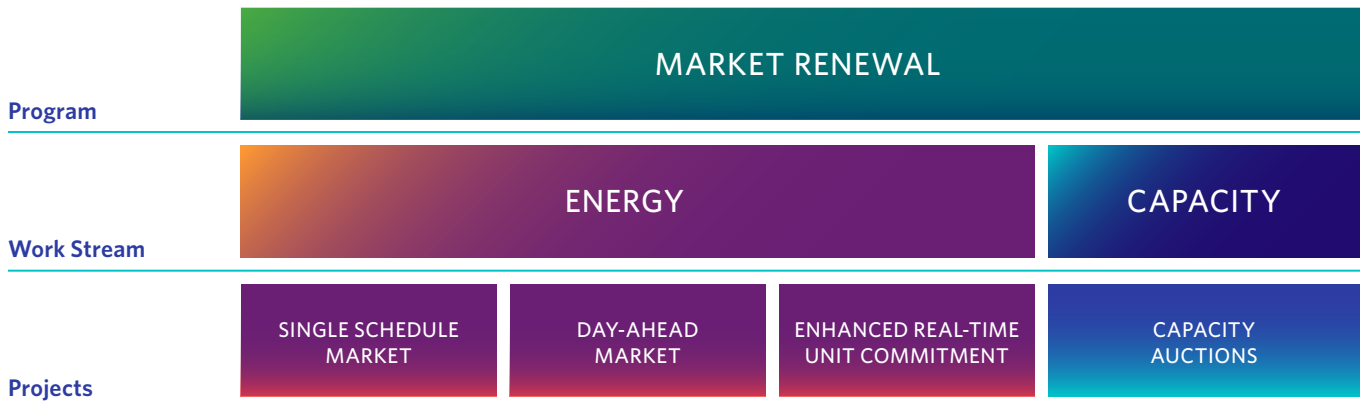 MARKET RENEWAL
Program
ENERGY
CAPACITY
Work Stream
SINGLE SCHEDULE
MARKET
DAY-AHEAD
MARKET
ENHANCED REAL-TIME
UNIT COMMITMENT
CAPACITY
AUCTIONS
Projects